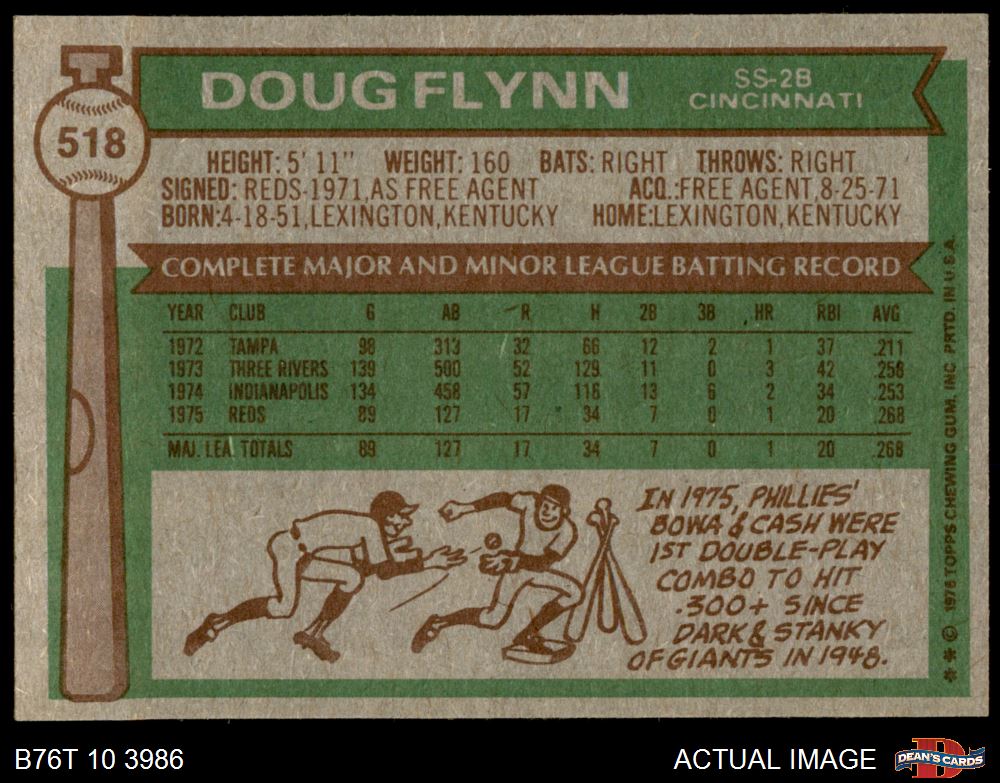 518
DOUG FLYNN
SS-2B
CINCINNATI
HEIGHT: 5' 11" WEIGHT: 160 BATS: RIGHT THROWS: RIGHT
SIGNED: REDS-1971, AS FREE AGENT ACQ.: FREE AGENT, 8-25-71
BORN: 4-18-51, LEXINGTON, KENTUCKY HOME: LEXINGTON, KENTUCKY
COMPLETE MAJOR AND MINOR LEAGUE BATTING RECORD
YEAR CLUB G AB R H 2B 3B HR RBI AVG
1972 TAMPA 98 313 32 66 12 2 1 37 .211
1973 THREE RIVERS 139 500 52 129 11 0 3 42 .258
1974 INDIANAPOLIS 134 458 57 116 13 6 2 34 .253
1975 REDS 89 127 17 34 7 0 1 20 .268
MAJ. LEA. TOTALS 89 127 17 34 7 0 1 20 .268
IN 1975, PHILLIES'
BOWA & CASH WERE
1ST DOUBLE-PLAY
COMBO TO HIT
.300+ SINCE
DARK & STANKY
OF GIANTS IN 1948.
** © 1976 TOPPS CHEWING GUM, INC. PRTD. IN U.S.A.
B76T 10 3986
ACTUAL IMAGE
D
DEAN'S CARDS